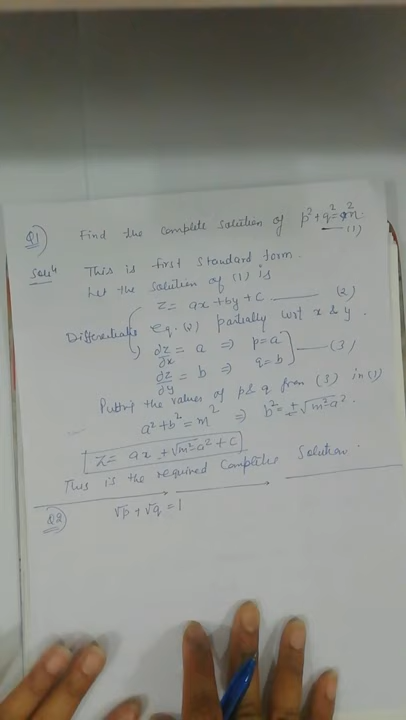 Q1) Find the complete solution of p²+q²=m². —(1)
Solⁿ This is first standard form.
Let the solution of (1) is
z = ax+by+c —— (2)
Differentiate eq. (2) partially wrt x & y.
∂z/∂x = a ⇒ p=a
∂z/∂y = b ⇒ q=b —(3)
Putting the values of p & q from (3) in (1)
a²+b² = m² ⇒ b² = ±√m²-a².
z = ax ±√m²-a² + c
This is the required Complete Solution.
Q2) √p + √q = 1